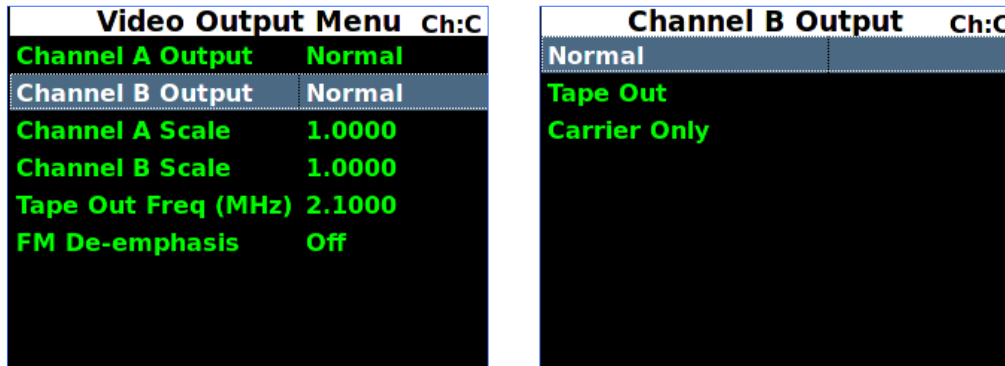 Video Output Menu Ch:C
Channel A Output Normal
Channel B Output Normal
Channel A Scale 1.0000
Channel B Scale 1.0000
Tape Out Freq (MHz) 2.1000
FM De-emphasis Off
Channel B Output Ch:C
Normal
Tape Out
Carrier Only